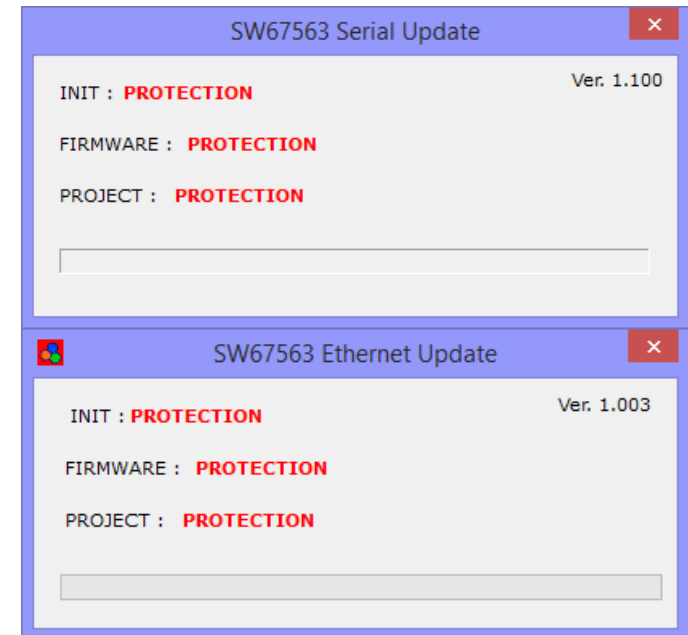 SW67563 Serial Update
Ver. 1.100
INIT : PROTECTION
FIRMWARE : PROTECTION
PROJECT : PROTECTION
SW67563 Ethernet Update
Ver. 1.003
INIT : PROTECTION
FIRMWARE : PROTECTION
PROJECT : PROTECTION